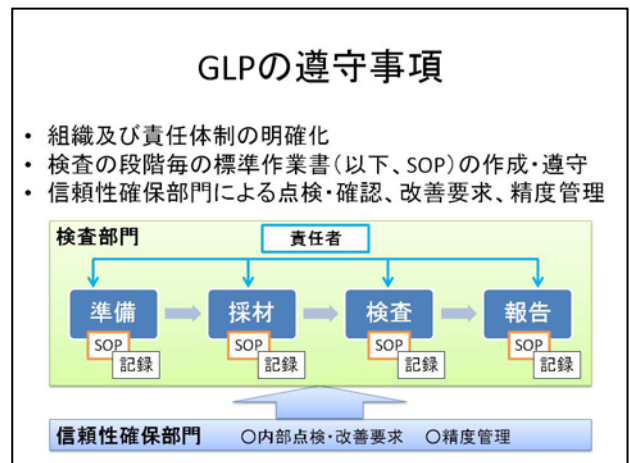 GLPの遵守事項
• 組織及び責任体制の明確化
• 検査の段階毎の標準作業書(以下、SOP)の作成・遵守
• 信頼性確保部門による点検・確認、改善要求、精度管理
検査部門
責任者
準備
採材
検査
報告
SOP
SOP
SOP
SOP
記録
記録
記録
記録
信頼性確保部門 ○内部点検・改善要求 ○精度管理